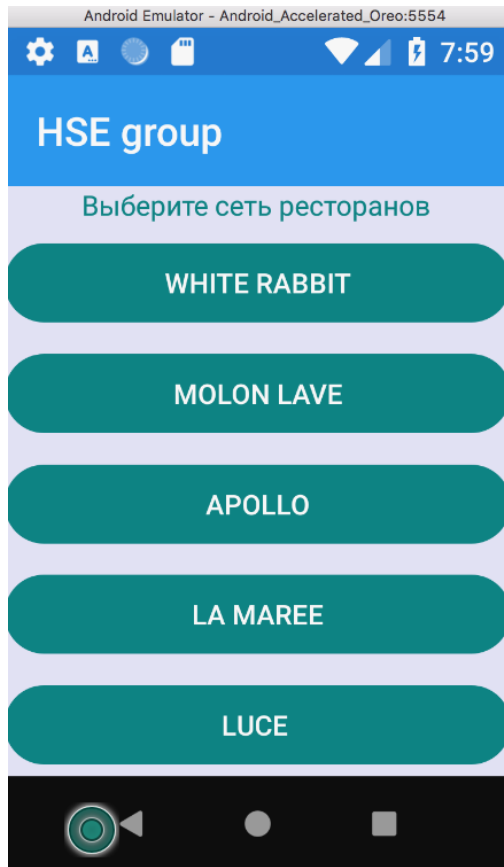 Android Emulator - Android_Accelerated_Oreo:5554
A
7:59
HSE group
Выберите сеть ресторанов
WHITE RABBIT
MOLON LAVE
APOLLO
LA MAREE
LUCE